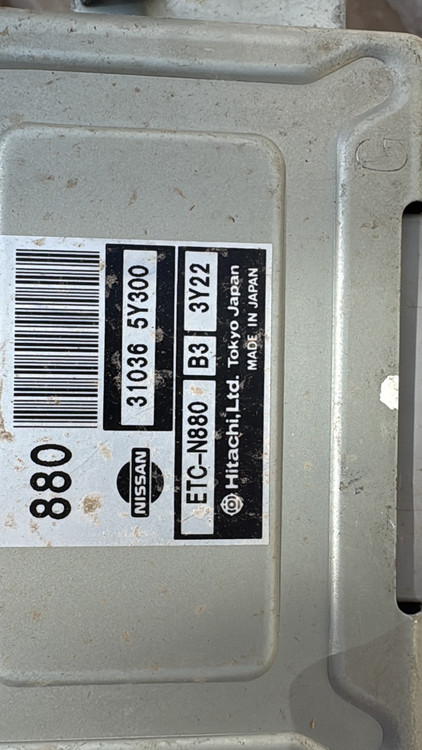 880
NISSAN
31036 5Y300
ETC-N880 B3 3Y22
Hitachi, Ltd. Tokyo Japan
MADE IN JAPAN
G